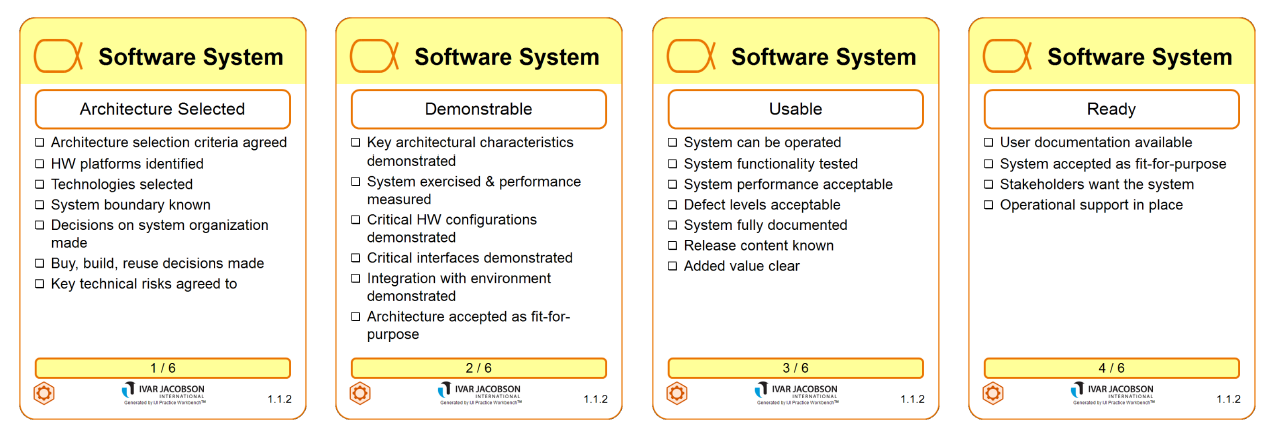 Software System
Architecture Selected
Architecture selection criteria agreed
HW platforms identified
Technologies selected
System boundary known
Decisions on system organization
made
Buy, build, reuse decisions made
Key technical risks agreed to
1 / 6
IVAR JACOBSON
INTERNATIONAL
Generated by IJI Practice Workbench™
1.1.2
Software System
Demonstrable
Key architectural characteristics
demonstrated
System exercised & performance
measured
Critical HW configurations
demonstrated
Critical interfaces demonstrated
Integration with environment
demonstrated
Architecture accepted as fit-for-
purpose
2 / 6
IVAR JACOBSON
INTERNATIONAL
Generated by IJI Practice Workbench™
1.1.2
Software System
Usable
System can be operated
System functionality tested
System performance acceptable
Defect levels acceptable
System fully documented
Release content known
Added value clear
3 / 6
IVAR JACOBSON
INTERNATIONAL
Generated by IJI Practice Workbench™
1.1.2
Software System
Ready
User documentation available
System accepted as fit-for-purpose
Stakeholders want the system
Operational support in place
4 / 6
IVAR JACOBSON
INTERNATIONAL
Generated by IJI Practice Workbench™
1.1.2